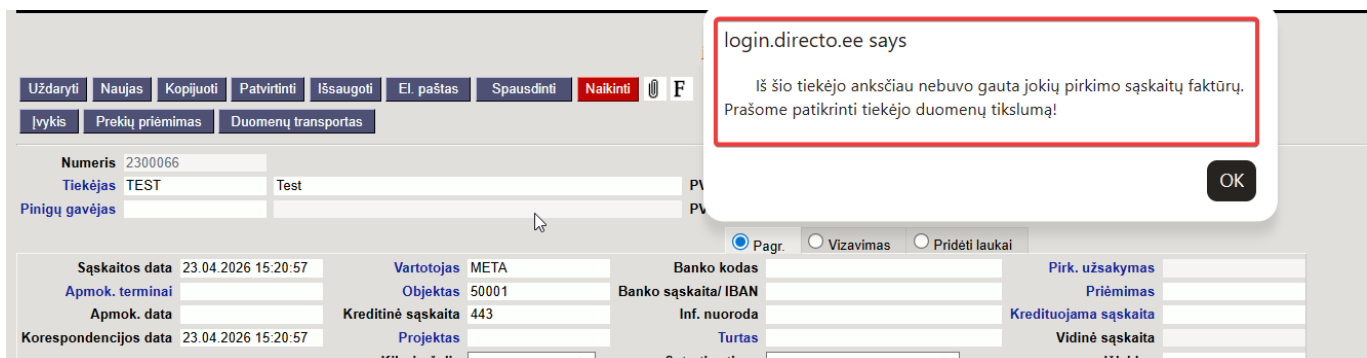 login.directo.ee says
Iš šio tiekėjo anksčiau nebuvo gauta jokių pirkimo sąskaitų faktūrų.
Prašome patikrinti tiekėjo duomenų tikslumą!
OK
Uždaryti Naujas Kopijuoti Patvirtinti Išsaugoti El. paštas Spausdinti Naikinti F
Įvykis Prekių priėmimas Duomenų transportas
Numeris 2300066
Tiekėjas TEST Test
Pinigų gavėjas
Pagr. Vizavimas Pridėti laukai
Sąskaitos data 23.04.2026 15:20:57 Vartotojas META Banko kodas Pirk. užsakymas
Apmok. terminai Objektas 50001 Banko sąskaita/ IBAN Priėmimas
Apmok. data Kreditinė sąskaita 443 Inf. nuoroda Kredituojama sąskaita
Korespondencijos data 23.04.2026 15:20:57 Projektas Turtas Vidinė sąskaita